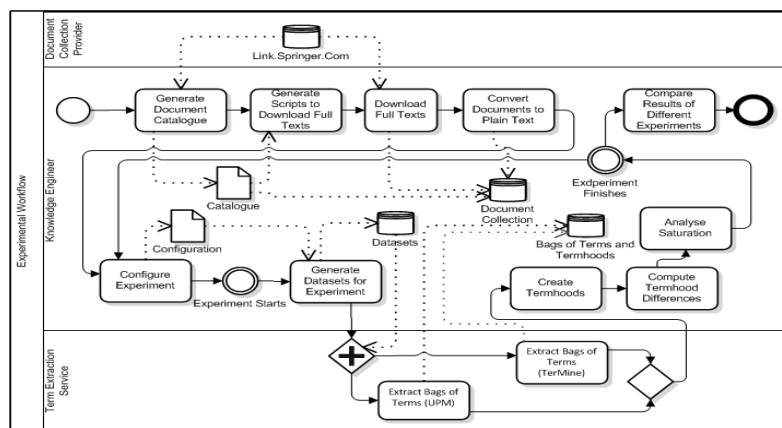 Experimental Workflow
Document Collection
Provider
Link.Springer.Com
Knowledge Engineer
Generate
Document
Catalogue
Generate
Scripts to
Download Full
Texts
Download
Full Texts
Convert
Documents to
Plain Text
Compare
Results of
Different
Experiments
Catalogue
Document
Collection
Exdperiment
Finishes
Configuration
Datasets
Bags of Terms and
Termhoods
Analyse
Saturation
Configure
Experiment
Experiment Starts
Generate
Datasets for
Experiment
Create
Termhoods
Compute
Termhood
Differences
Term Extraction
Service
Extract Bags of
Terms
(TerMine)
Extract Bags of
Terms (UPM)